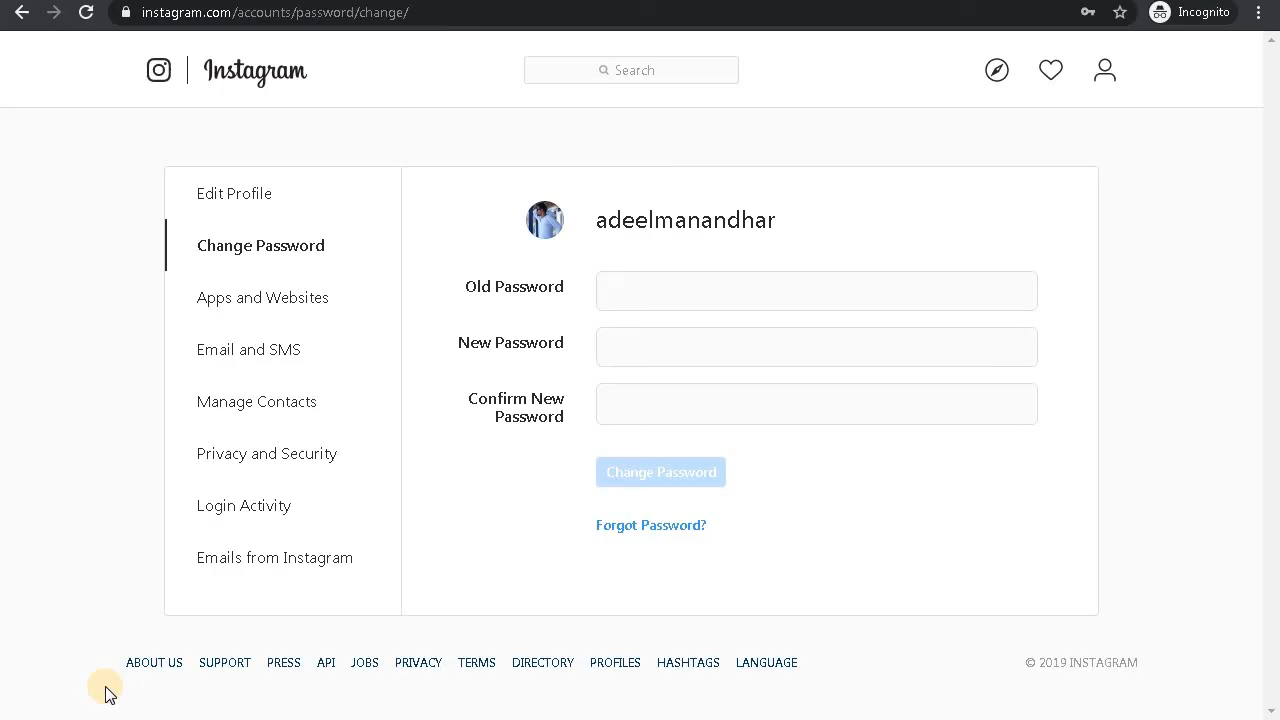 instagram.com/accounts/password/change/
Incognito
Instagram
Search
Edit Profile
Change Password
Apps and Websites
Email and SMS
Manage Contacts
Privacy and Security
Login Activity
Emails from Instagram
adeelmanandhar
Old Password
New Password
Confirm New
Password
Change Password
Forgot Password?
ABOUT US SUPPORT PRESS API JOBS PRIVACY TERMS DIRECTORY PROFILES HASHTAGS LANGUAGE
© 2019 INSTAGRAM